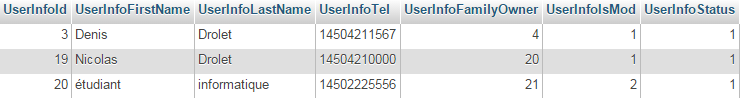 UserInfoId UserInfoFirstName UserInfoLastName UserInfoTel UserInfoFamilyOwner UserInfoIsMod UserInfoStatus
3 Denis Drolet 14504211567 4 1 1
19 Nicolas Drolet 14504210000 20 1 1
20 étudiant informatique 14502225556 21 2 1